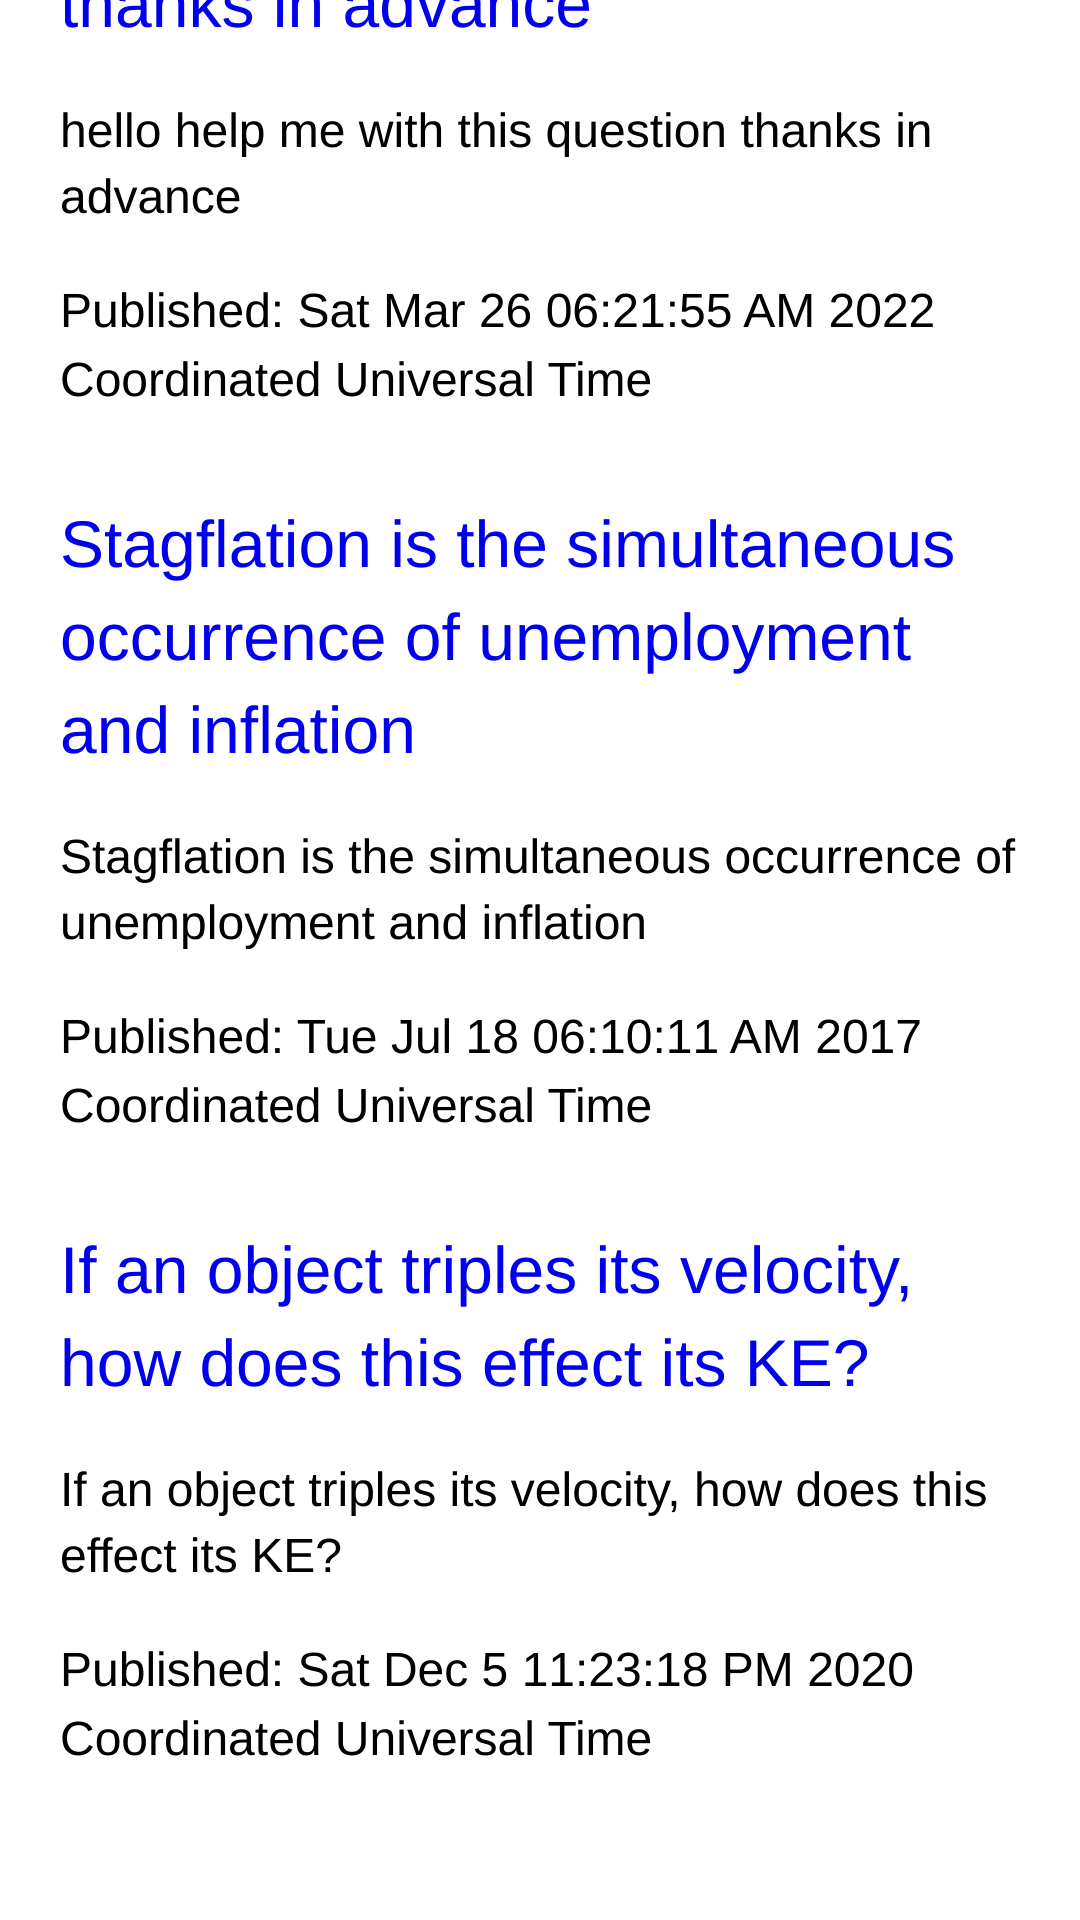 thanks in advance
hello help me with this question thanks in
advance
Published: Sat Mar 26 06:21:55 AM 2022
Coordinated Universal Time
Stagflation is the simultaneous
occurrence of unemployment
and inflation
Stagflation is the simultaneous occurrence of
unemployment and inflation
Published: Tue Jul 18 06:10:11 AM 2017
Coordinated Universal Time
If an object triples its velocity,
how does this effect its KE?
If an object triples its velocity, how does this
effect its KE?
Published: Sat Dec 5 11:23:18 PM 2020
Coordinated Universal Time